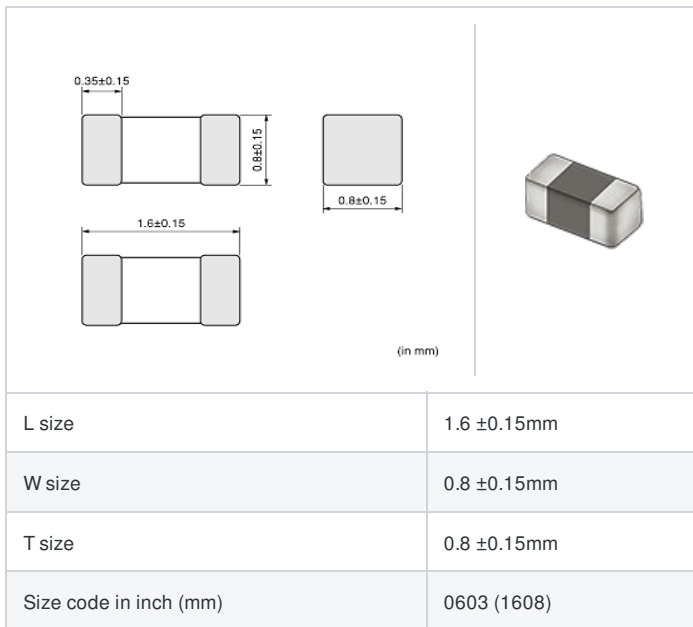 0.35±0.15
0.8±0.15
0.8±0.15
1.6±0.15
(in mm)
L size 1.6 ±0.15mm
W size 0.8 ±0.15mm
T size 0.8 ±0.15mm
Size code in inch (mm) 0603 (1608)